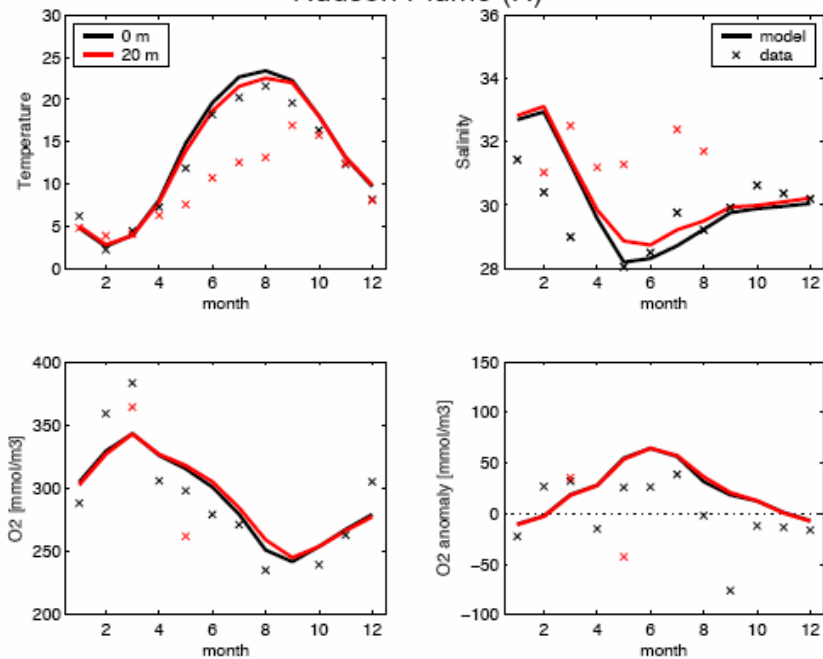 30
25
20
15
10
5
0
Temperature
0 m
20 m
2 4 6 8 10 12
month
36
34
32
30
28
Salinity
model
data
2 4 6 8 10 12
month
400
350
300
250
200
O2 [mmol/m3]
2 4 6 8 10 12
month
150
100
50
0
−50
−100
O2 anomaly [mmol/m3]
2 4 6 8 10 12
month